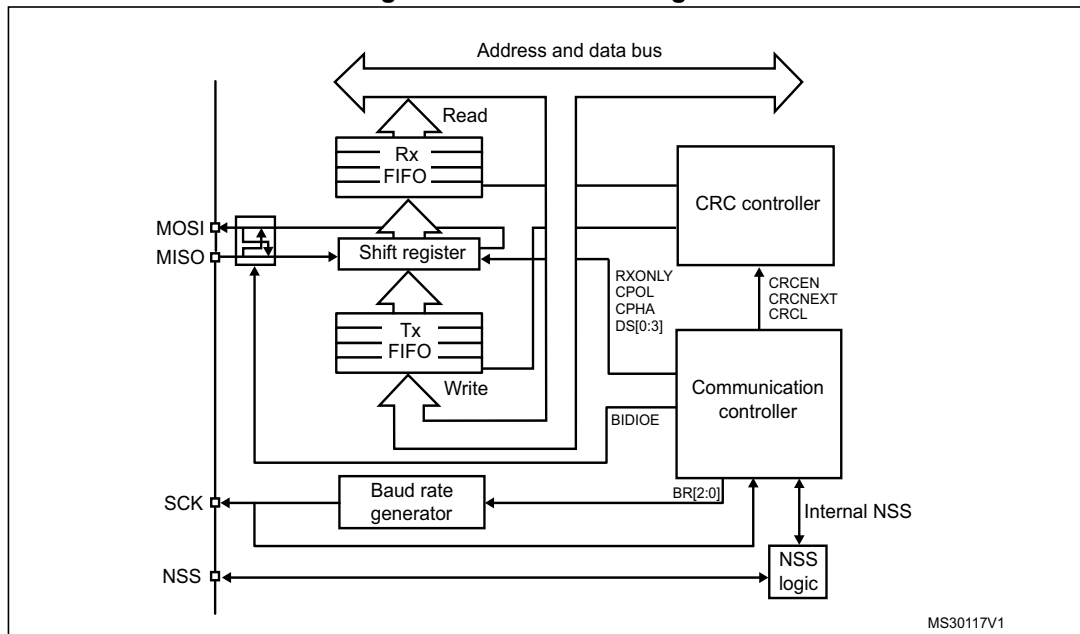 Address and data bus
Read
Rx
FIFO
CRC controller
MOSI
MISO
Shift register
RXONLY
CPOL
CPHA
DS[0:3]
CRCEN
CRCNEXT
CRCL
Tx
FIFO
Write
Communication
controller
BIDIOE
SCK
Baud rate
generator
BR[2:0]
Internal NSS
NSS
NSS
logic
MS30117V1